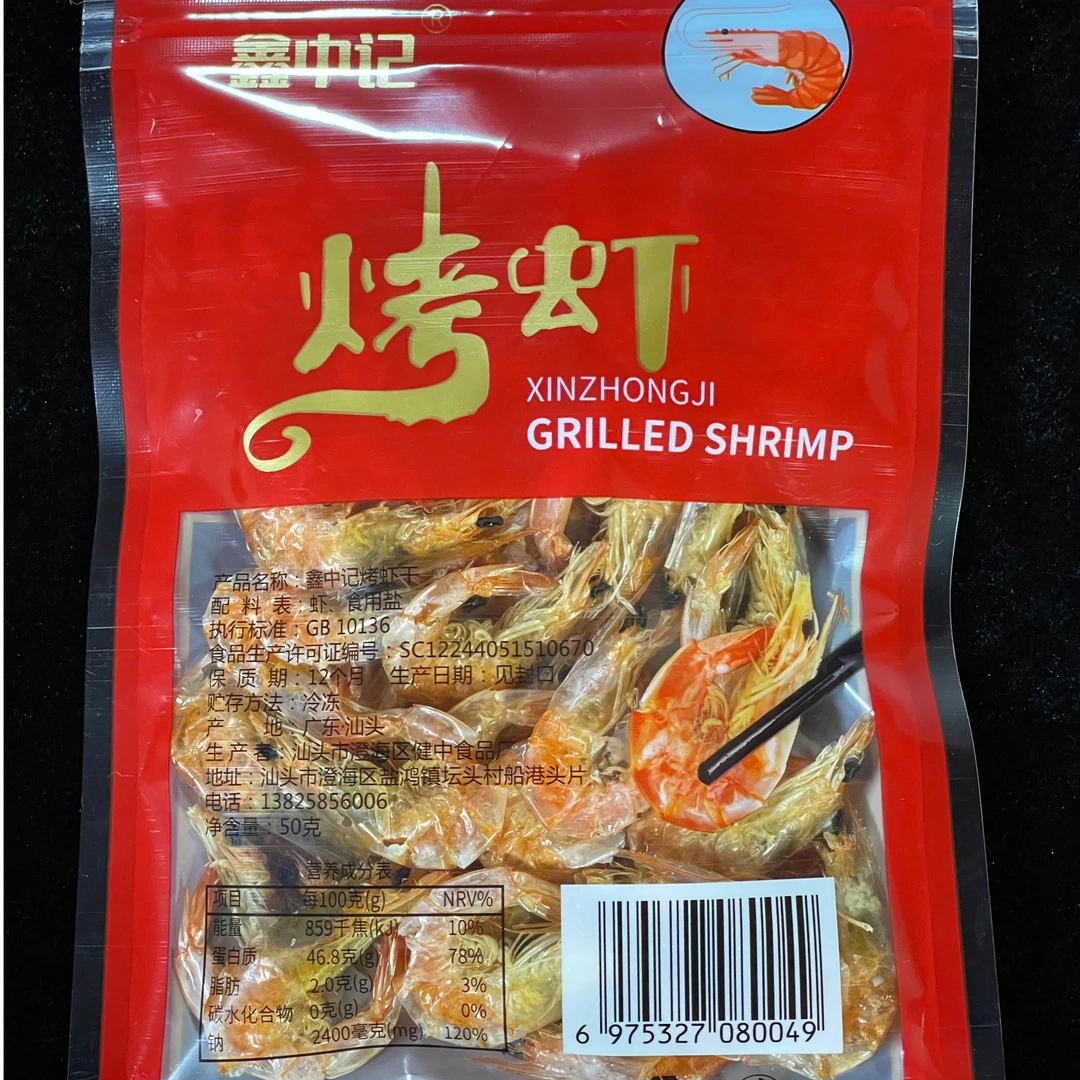 鑫中记®
烤虾
XINZHONGJI
GRILLED SHRIMP
产品名称：鑫中记烤虾干
配 料 表：虾、食用盐
执行标准：GB 10136
食品生产许可证编号：SC12244051510670
保 质 期：12个月 生产日期：见封口
贮存方法：冷冻
产 地：广东·汕头
生 产 者：汕头市澄海区健中食品厂
地址：汕头市澄海区盐鸿镇坛头村船港头片
电话：13825856006
净含量：50克
营养成分表
项目 每100克(g) NRV%
能量 859千焦(kJ) 10%
蛋白质 46.8克(g) 78%
脂肪 2.0克(g) 3%
碳水化合物 0克(g) 0%
钠 2400毫克(mg) 120%
6 975327 080049